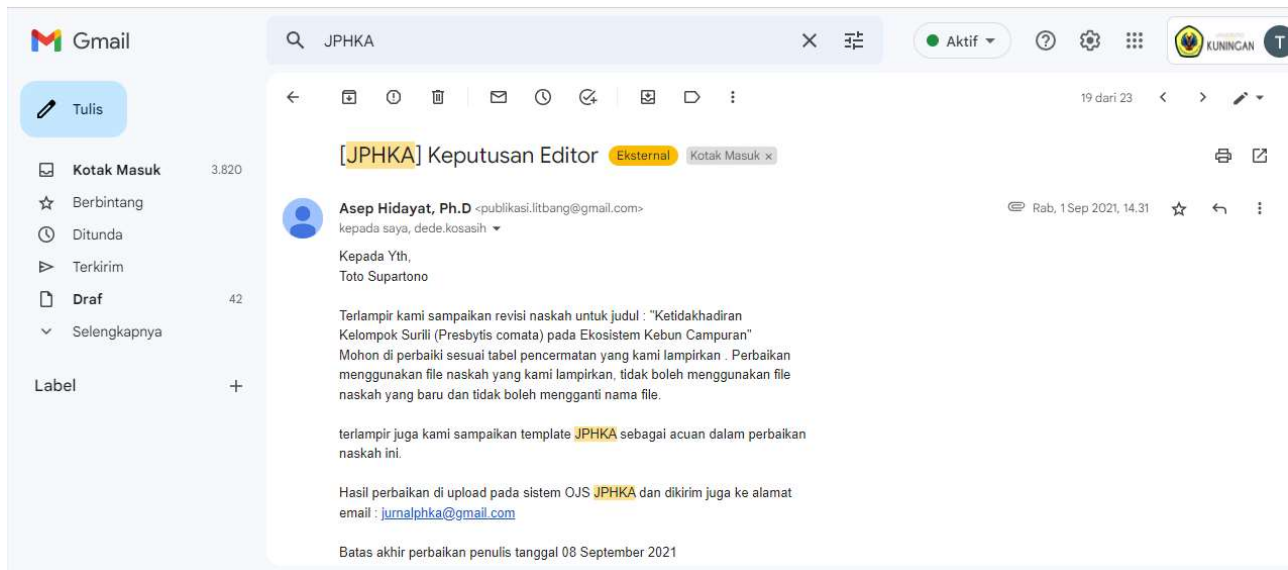 Gmail
JPHKA
Aktif
KUNINGAN
T
Tulis
19 dari 23
[JPHKA] Keputusan Editor Eksternal Kotak Masuk ×
Kotak Masuk 3.820
Berbintang
Ditunda
Terkirim
Draf 42
Selengkapnya
Label +
Asep Hidayat, Ph.D <publikasi.litbang@gmail.com>
Rab, 1 Sep 2021, 14.31
kepada saya, dede.kosasih
Kepada Yth,
Toto Supartono
Terlampir kami sampaikan revisi naskah untuk judul : "Ketidakhadiran
Kelompok Surili (Presbytis comata) pada Ekosistem Kebun Campuran"
Mohon di perbaiki sesuai tabel pencermatan yang kami lampirkan . Perbaikan
menggunakan file naskah yang kami lampirkan, tidak boleh menggunakan file
naskah yang baru dan tidak boleh mengganti nama file.
terlampir juga kami sampaikan template JPHKA sebagai acuan dalam perbaikan
naskah ini.
Hasil perbaikan di upload pada sistem OJS JPHKA dan dikirim juga ke alamat
email : jurnalphka@gmail.com
Batas akhir perbaikan penulis tanggal 08 September 2021